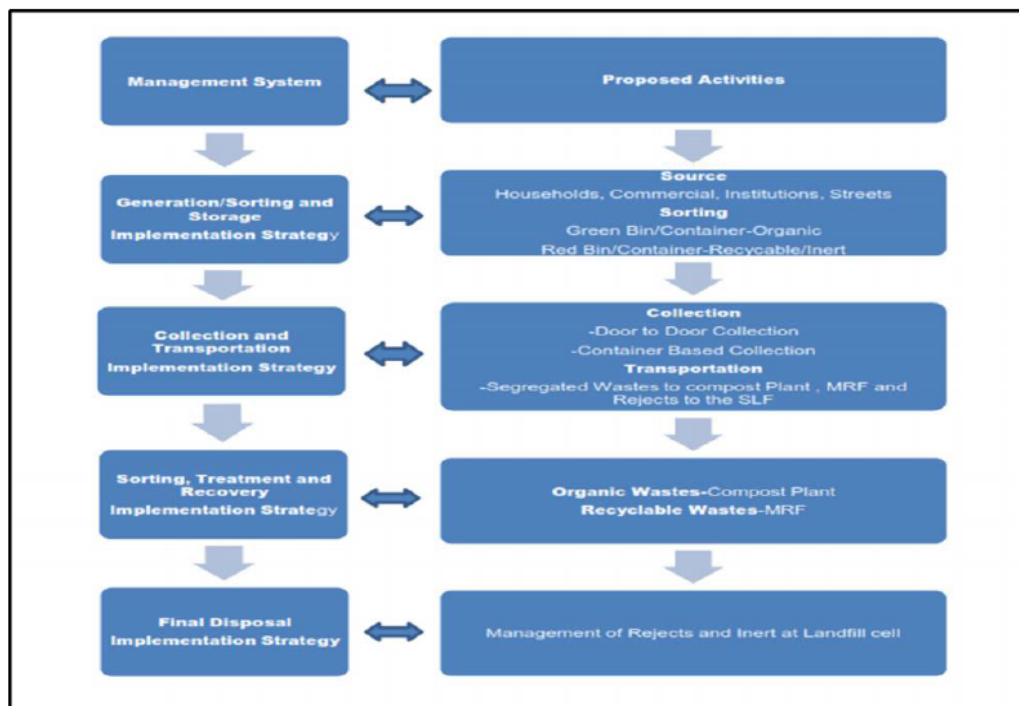 Management System
Proposed Activities
Generation/Sorting and
Storage
Implementation Strategy
Source
Households, Commercial, Institutions, Streets
Sorting
Green Bin/Container-Organic
Red Bin/Container-Recycable/Inert
Collection and
Transportation
Implementation Strategy
Collection
-Door to Door Collection
-Container Based Collection
Transportation
-Segregated Wastes to compost Plant , MRF and
Rejects to the SLF
Sorting, Treatment and
Recovery
Implementation Strategy
Organic Wastes-Compost Plant
Recyclable Wastes-MRF
Final Disposal
Implementation Strategy
Management of Rejects and Inert at Landfill cell